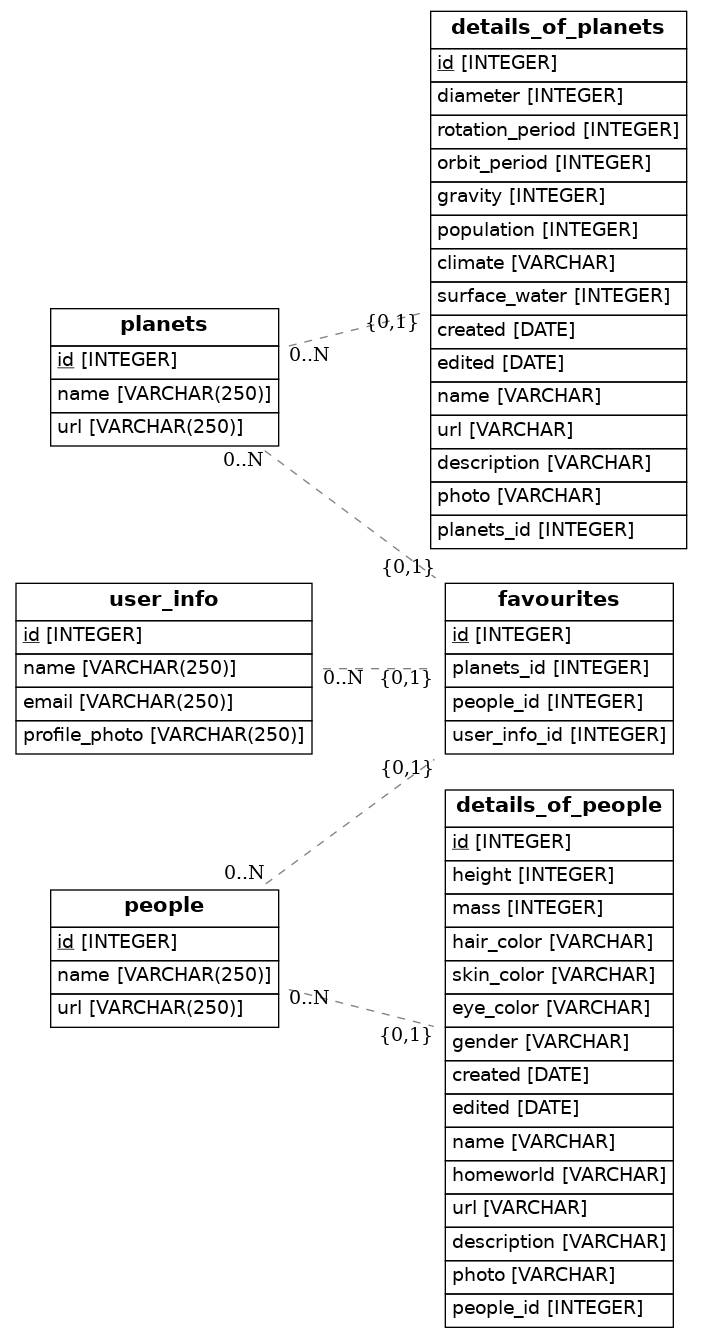 details_of_planets
id [INTEGER]
diameter [INTEGER]
rotation_period [INTEGER]
orbit_period [INTEGER]
gravity [INTEGER]
population [INTEGER]
climate [VARCHAR]
surface_water [INTEGER]
created [DATE]
edited [DATE]
name [VARCHAR]
url [VARCHAR]
description [VARCHAR]
photo [VARCHAR]
planets_id [INTEGER]
{0,1}
0..N
planets
id [INTEGER]
name [VARCHAR(250)]
url [VARCHAR(250)]
0..N
{0,1}
user_info
id [INTEGER]
name [VARCHAR(250)]
email [VARCHAR(250)]
profile_photo [VARCHAR(250)]
0..N
{0,1}
favourites
id [INTEGER]
planets_id [INTEGER]
people_id [INTEGER]
user_info_id [INTEGER]
{0,1}
0..N
people
id [INTEGER]
name [VARCHAR(250)]
url [VARCHAR(250)]
0..N
{0,1}
details_of_people
id [INTEGER]
height [INTEGER]
mass [INTEGER]
hair_color [VARCHAR]
skin_color [VARCHAR]
eye_color [VARCHAR]
gender [VARCHAR]
created [DATE]
edited [DATE]
name [VARCHAR]
homeworld [VARCHAR]
url [VARCHAR]
description [VARCHAR]
photo [VARCHAR]
people_id [INTEGER]